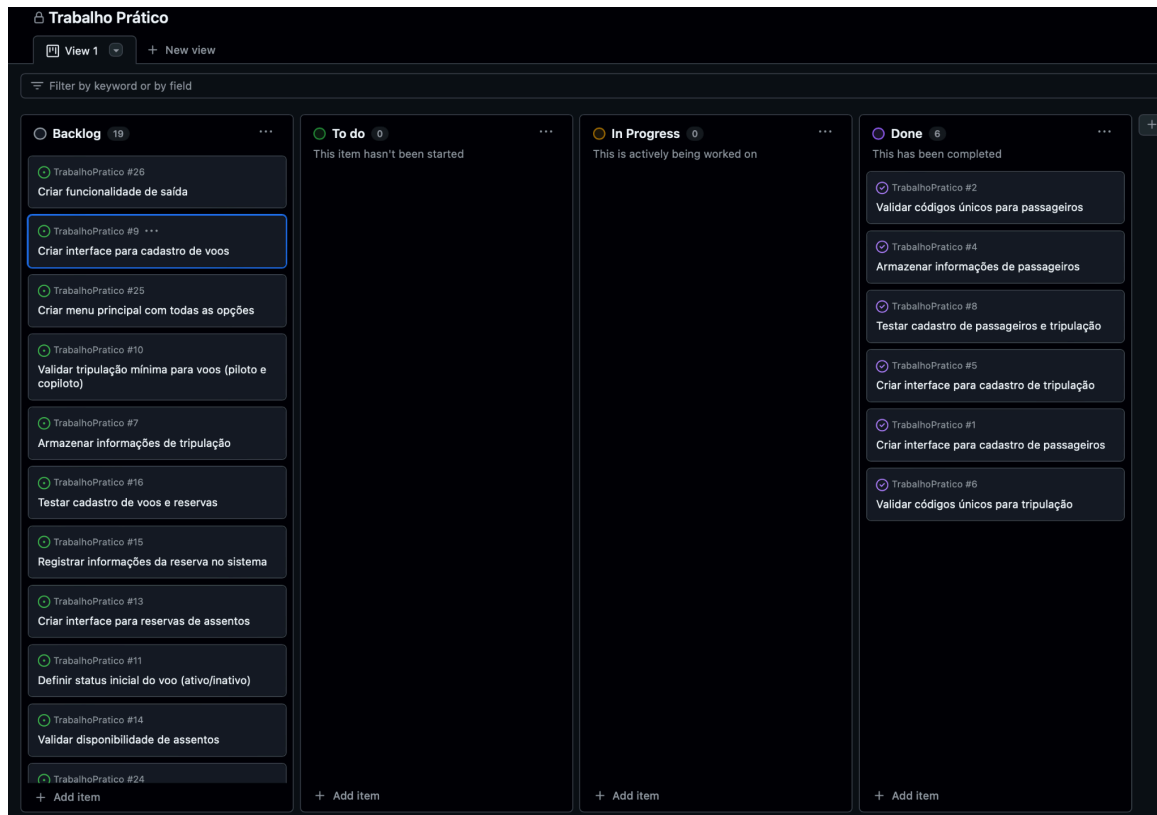 Trabalho Prático
View 1
+ New view
Filter by keyword or by field
Backlog 19 ...
TrabalhoPratico #26
Criar funcionalidade de saída
TrabalhoPratico #9 ...
Criar interface para cadastro de voos
TrabalhoPratico #25
Criar menu principal com todas as opções
TrabalhoPratico #10
Validar tripulação mínima para voos (piloto e
copiloto)
TrabalhoPratico #7
Armazenar informações de tripulação
TrabalhoPratico #16
Testar cadastro de voos e reservas
TrabalhoPratico #15
Registrar informações da reserva no sistema
TrabalhoPratico #13
Criar interface para reservas de assentos
TrabalhoPratico #11
Definir status inicial do voo (ativo/inativo)
TrabalhoPratico #14
Validar disponibilidade de assentos
TrabalhoPratico #24
+ Add item
To do 0 ...
This item hasn't been started
+ Add item
In Progress 0 ...
This is actively being worked on
+ Add item
Done 6 ...
This has been completed
TrabalhoPratico #2
Validar códigos únicos para passageiros
TrabalhoPratico #4
Armazenar informações de passageiros
TrabalhoPratico #8
Testar cadastro de passageiros e tripulação
TrabalhoPratico #5
Criar interface para cadastro de tripulação
TrabalhoPratico #1
Criar interface para cadastro de passageiros
TrabalhoPratico #6
Validar códigos únicos para tripulação
+ Add item
+